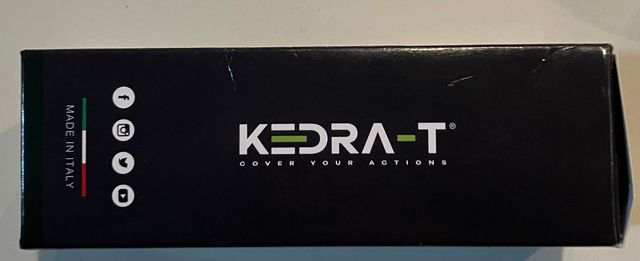 MADE IN ITALY
KEDRA-T®
COVER YOUR ACTIONS